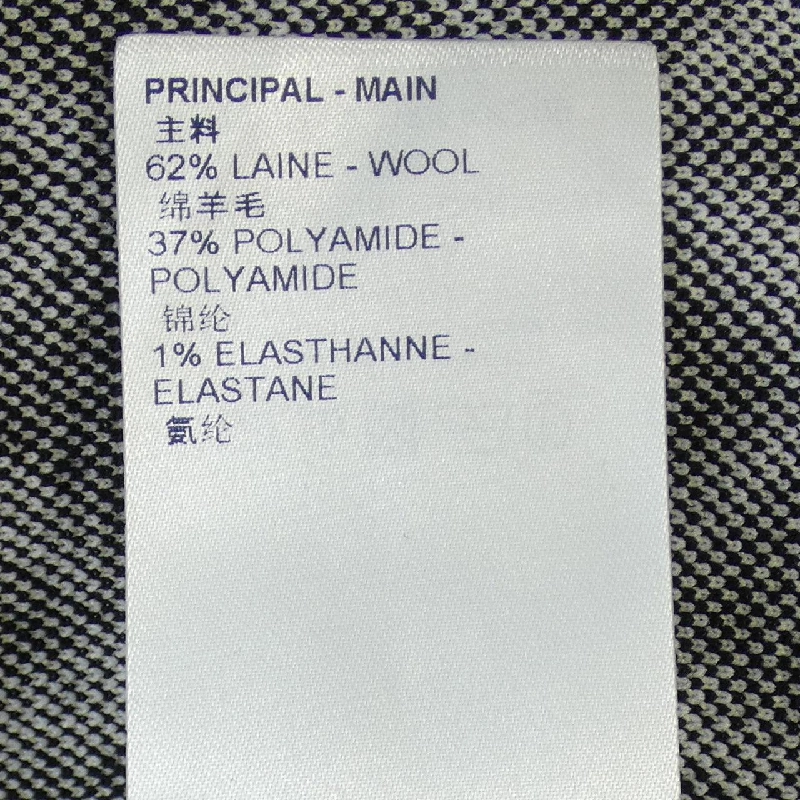 PRINCIPAL - MAIN
主料
62% LAINE - WOOL
绵羊毛
37% POLYAMIDE -
POLYAMIDE
锦纶
1% ELASTHANNE -
ELASTANE
氨纶